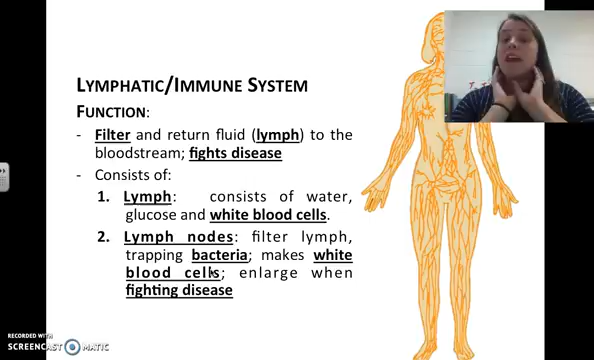 LYMPHATIC/IMMUNE SYSTEM
FUNCTION:
- Filter and return fluid (lymph) to the
bloodstream; fights disease
- Consists of:
1. Lymph: consists of water,
glucose and white blood cells.
2. Lymph nodes: filter lymph,
trapping bacteria; makes white
blood cells; enlarge when
fighting disease
RECORDED WITH
SCREENCAST MATIC